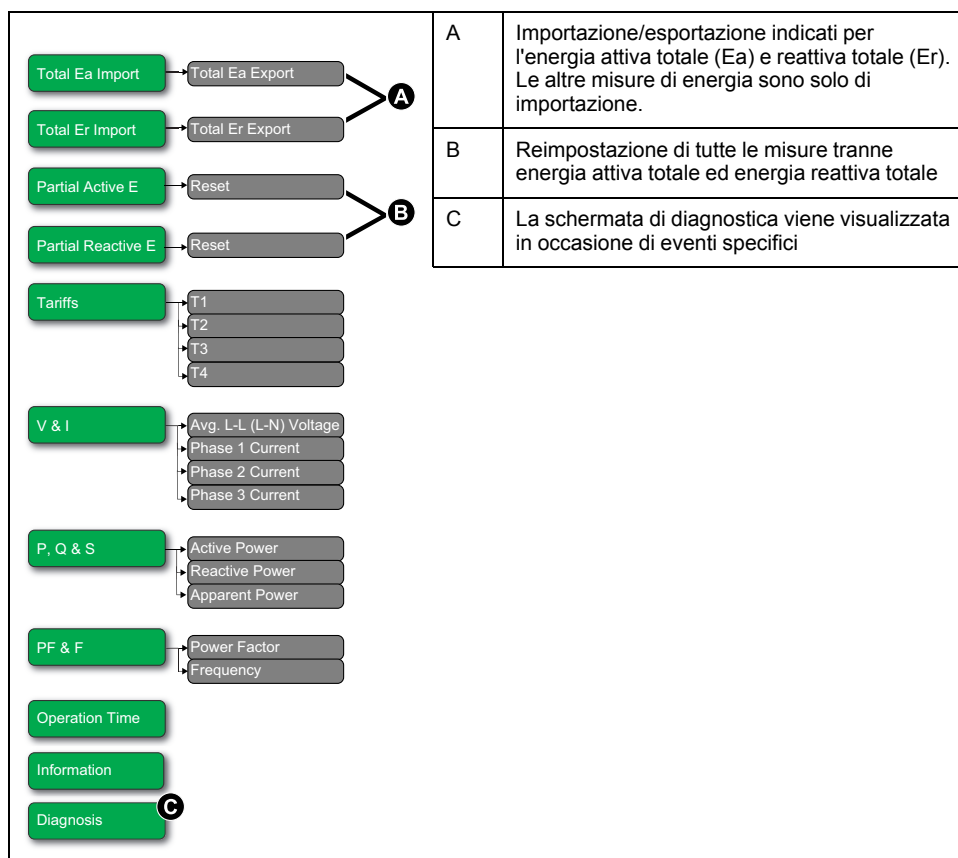 Total Ea Import
Total Ea Export
A
Total Er Import
Total Er Export
Partial Active E
Reset
B
Partial Reactive E
Reset
Tariffs
T1
T2
T3
T4
V & I
Avg. L-L (L-N) Voltage
Phase 1 Current
Phase 2 Current
Phase 3 Current
P, Q & S
Active Power
Reactive Power
Apparent Power
PF & F
Power Factor
Frequency
Operation Time
Information
Diagnosis
C
A
Importazione/esportazione indicati per
l'energia attiva totale (Ea) e reattiva totale (Er).
Le altre misure di energia sono solo di
importazione.
B
Reimpostazione di tutte le misure tranne
energia attiva totale ed energia reattiva totale
C
La schermata di diagnostica viene visualizzata
in occasione di eventi specifici